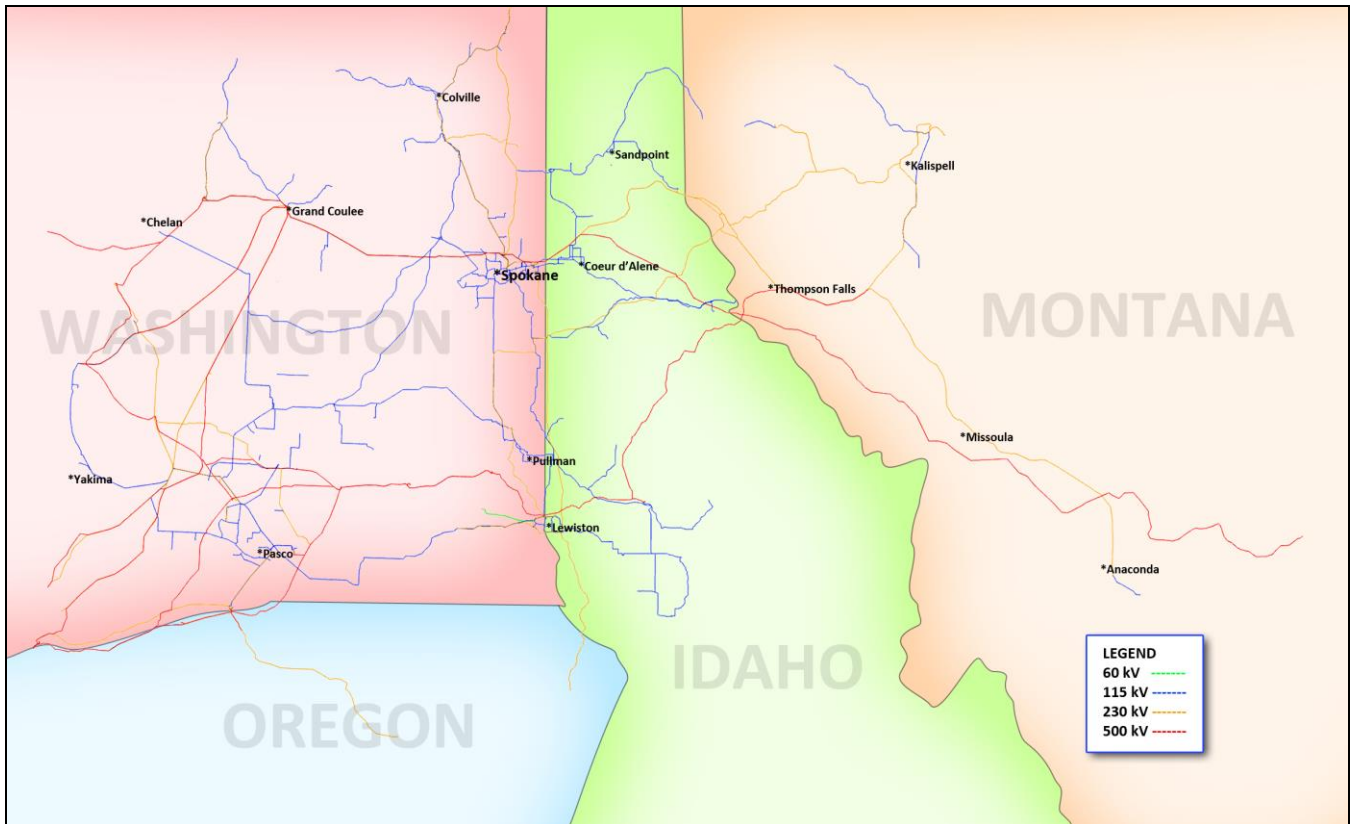 *Colville
*Sandpoint
*Kalispell
*Grand Coulee
*Chelan
*Spokane
*Coeur d'Alene
*Thompson Falls
WASHINGTON
MONTANA
*Missoula
*Pullman
*Yakima
*Lewiston
*Pasco
*Anaconda
IDAHO
OREGON
LEGEND
60 kV
115 kV
230 kV
500 kV